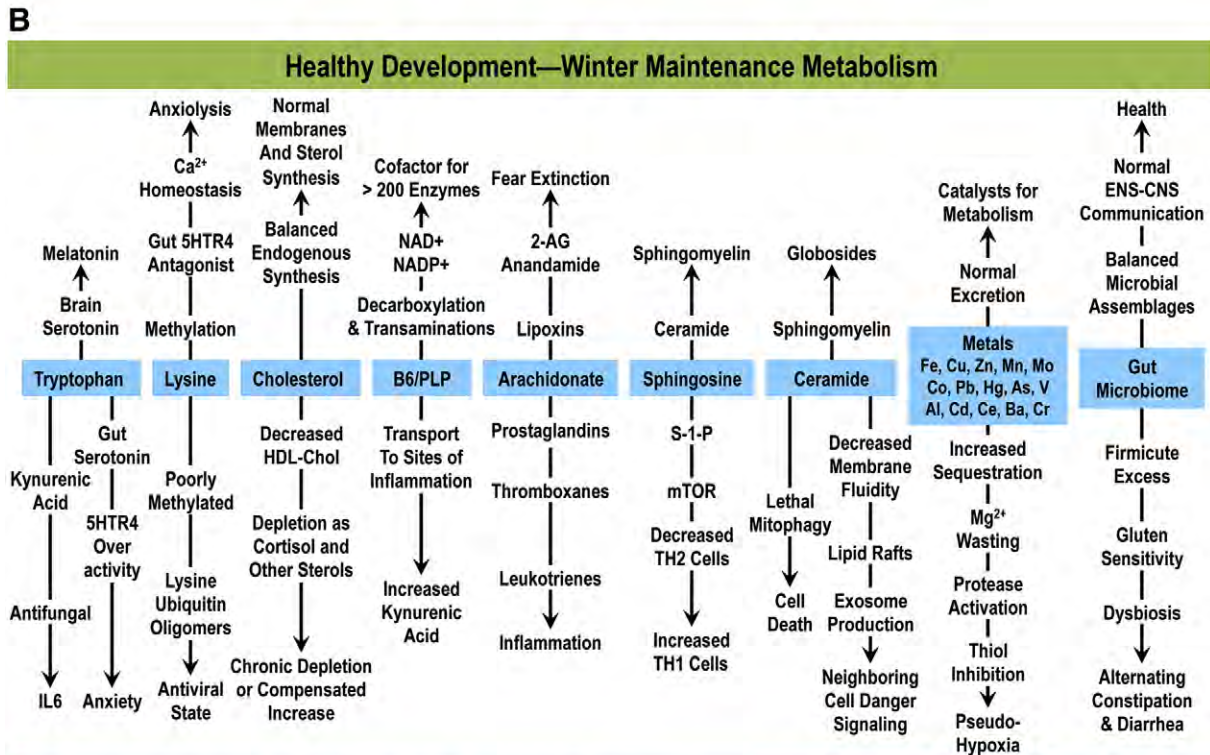 B
Healthy Development—Winter Maintenance Metabolism
Melatonin
Brain
Serotonin
Tryptophan
Kynurenic
Acid
Antifungal
IL6
Gut
Serotonin
5HTR4
Over
activity
Anxiety
Anxiolysis
Ca²⁺
Homeostasis
Gut 5HTR4
Antagonist
Methylation
Lysine
Poorly
Methylated
Lysine
Ubiquitin
Oligomers
Antiviral
State
Normal
Membranes
And Sterol
Synthesis
Balanced
Endogenous
Synthesis
Cholesterol
Decreased
HDL-Chol
Depletion as
Cortisol and
Other Sterols
Chronic Depletion
or Compensated
Increase
Cofactor for
> 200 Enzymes
NAD+
NADP+
Decarboxylation
& Transaminations
B6/PLP
Transport
To Sites of
Inflammation
Increased
Kynurenic
Acid
Fear Extinction
2-AG
Anandamide
Lipoxins
Arachidonate
Prostaglandins
Thromboxanes
Leukotrienes
Inflammation
Sphingomyelin
Ceramide
Sphingosine
S-1-P
mTOR
Decreased
TH2 Cells
Increased
TH1 Cells
Globosides
Sphingomyelin
Ceramide
Lethal
Mitophagy
Cell
Death
Decreased
Membrane
Fluidity
Lipid Rafts
Exosome
Production
Neighboring
Cell Danger
Signaling
Catalysts for
Metabolism
Normal
Excretion
Metals
Fe, Cu, Zn, Mn, Mo
Co, Pb, Hg, As, V
Al, Cd, Ce, Ba, Cr
Increased
Sequestration
Mg²⁺
Wasting
Protease
Activation
Thiol
Inhibition
Pseudo-
Hypoxia
Health
Normal
ENS-CNS
Communication
Balanced
Microbial
Assemblages
Gut
Microbiome
Firmicute
Excess
Gluten
Sensitivity
Dysbiosis
Alternating
Constipation
& Diarrhea